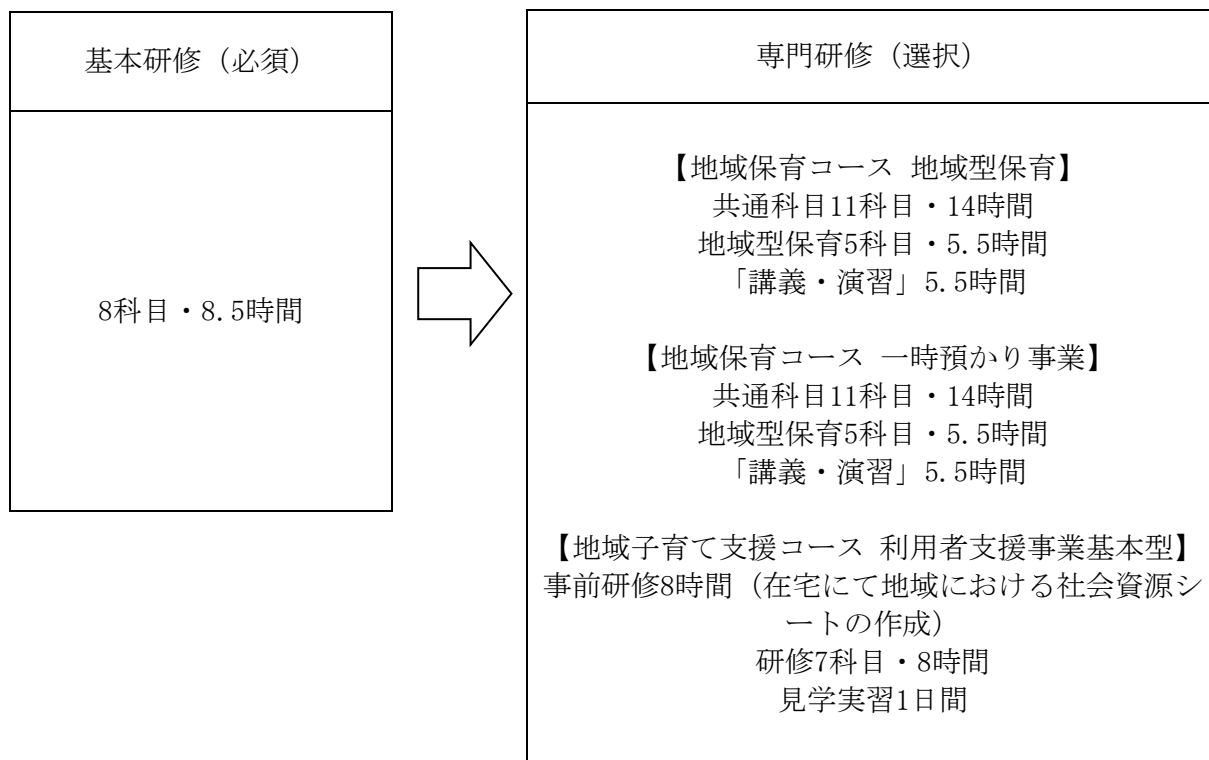 基本研修（必須）
8科目・8.5時間
専門研修（選択）
【地域保育コース 地域型保育】
共通科目11科目・14時間
地域型保育5科目・5.5時間
「講義・演習」5.5時間
【地域保育コース 一時預かり事業】
共通科目11科目・14時間
地域型保育5科目・5.5時間
「講義・演習」5.5時間
【地域子育て支援コース 利用者支援事業基本型】
事前研修8時間（在宅にて地域における社会資源シ
ートの作成）
研修7科目・8時間
見学実習1日間